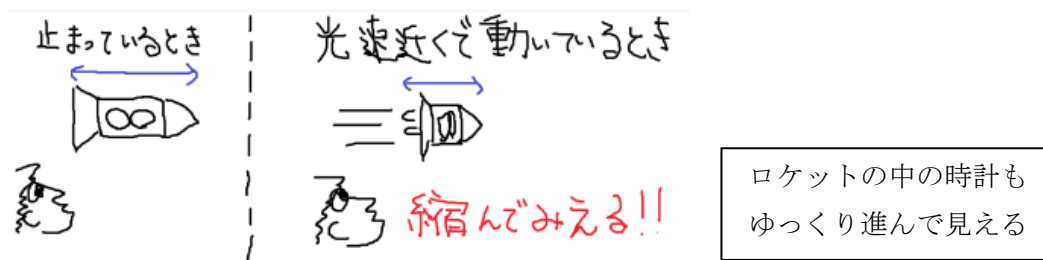 止まっているとき
光速近くで動いているとき
縮んでみえる!!
ロケットの中の時計も
ゆっくり進んで見える